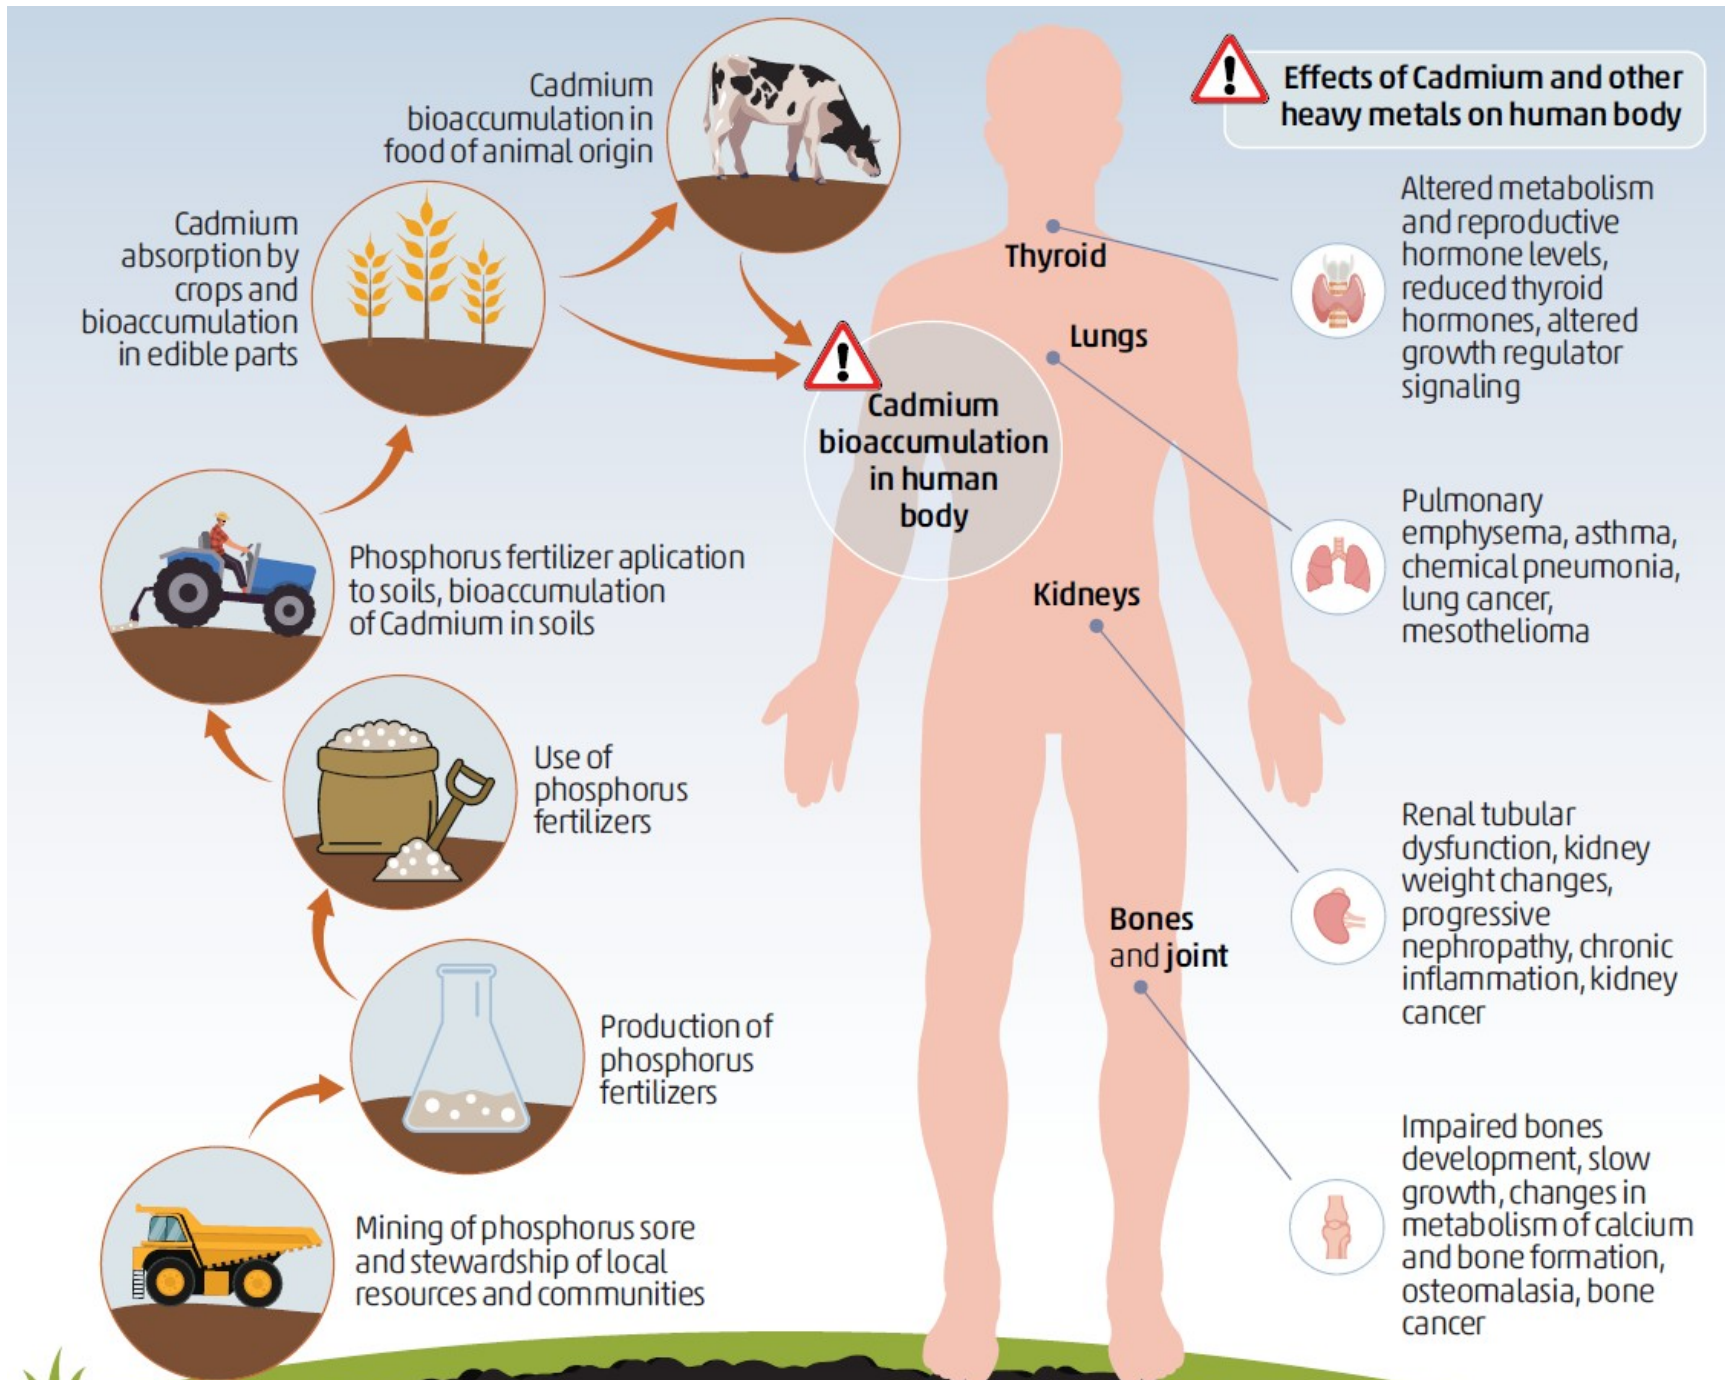 Effects of Cadmium and other
heavy metals on human body
Cadmium
bioaccumulation in
food of animal origin
Cadmium
absorption by
crops and
bioaccumulation
in edible parts
Phosphorus fertilizer aplication
to soils, bioaccumulation
of Cadmium in soils
Use of
phosphorus
fertilizers
Production of
phosphorus
fertilizers
Mining of phosphorus sore
and stewardship of local
resources and communities
Cadmium
bioaccumulation
in human
body
Thyroid
Lungs
Kidneys
Bones
and joint
Altered metabolism
and reproductive
hormone levels,
reduced thyroid
hormones, altered
growth regulator
signaling
Pulmonary
emphysema, asthma,
chemical pneumonia,
lung cancer,
mesothelioma
Renal tubular
dysfunction, kidney
weight changes,
progressive
nephropathy, chronic
inflammation, kidney
cancer
Impaired bones
development, slow
growth, changes in
metabolism of calcium
and bone formation,
osteomalasia, bone
cancer